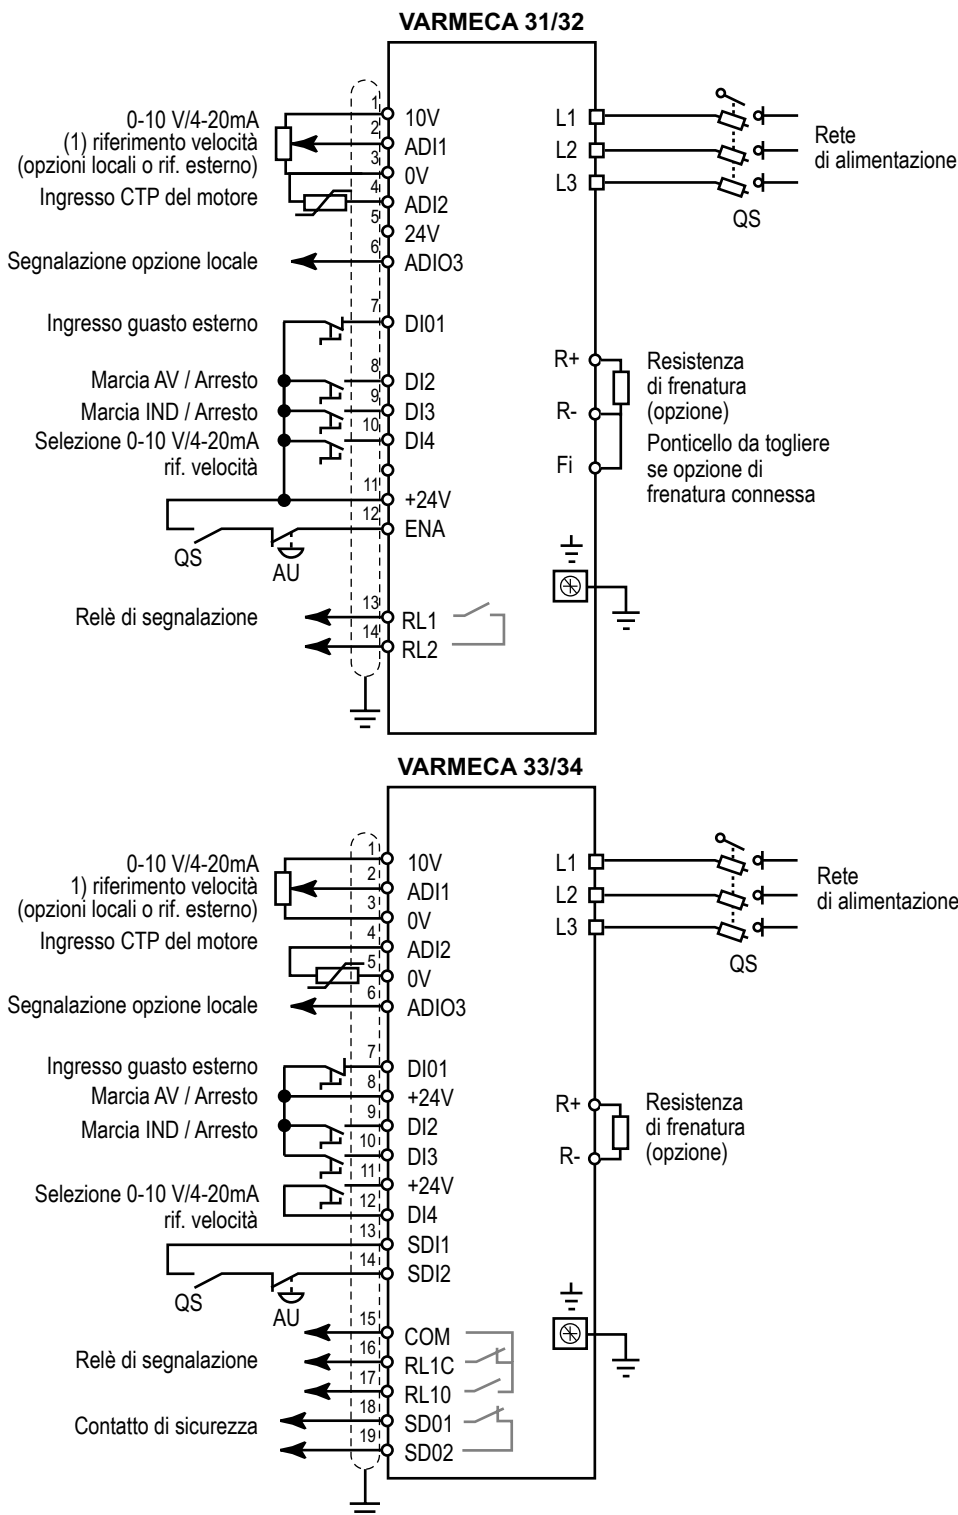 VARMECA 31/32
0-10 V/4-20mA
(1) riferimento velocità
(opzioni locali o rif. esterno)
Ingresso CTP del motore
Segnalazione opzione locale
Ingresso guasto esterno
Marcia AV / Arresto
Marcia IND / Arresto
Selezione 0-10 V/4-20mA
rif. velocità
QS
AU
Relè di segnalazione
1 10V
2 ADI1
3 0V
4 ADI2
5 24V
6 ADIO3
7 DI01
8 DI2
9 DI3
10 DI4
11 +24V
12 ENA
13 RL1
14 RL2
L1
L2
L3
QS
Rete
di alimentazione
R+
R-
Fi
Resistenza
di frenatura
(opzione)
Ponticello da togliere
se opzione di
frenatura connessa
VARMECA 33/34
0-10 V/4-20mA
1) riferimento velocità
(opzioni locali o rif. esterno)
Ingresso CTP del motore
Segnalazione opzione locale
Ingresso guasto esterno
Marcia AV / Arresto
Marcia IND / Arresto
Selezione 0-10 V/4-20mA
rif. velocità
QS
AU
Relè di segnalazione
Contatto di sicurezza
1 10V
2 ADI1
3 0V
4 ADI2
5 0V
6 ADIO3
7 DI01
8 +24V
9 DI2
10 DI3
11 +24V
12 DI4
13 SDI1
14 SDI2
15 COM
16 RL1C
17 RL10
18 SD01
19 SD02
L1
L2
L3
QS
Rete
di alimentazione
R+
R-
Resistenza
di frenatura
(opzione)